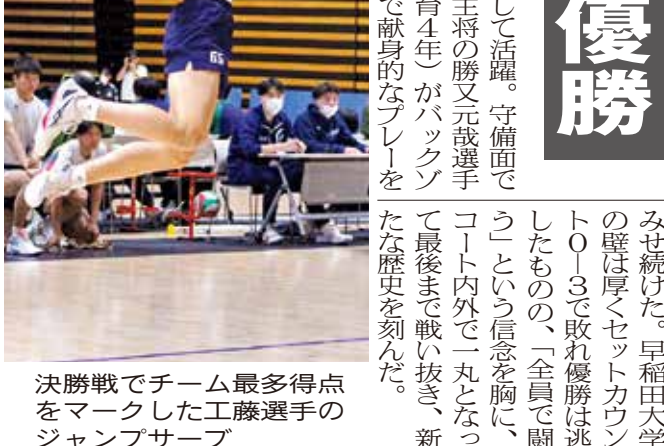 優勝
して活躍。守備面で
主将の勝又元哉選手
育4年）がバックゾ
で献身的なプレーを
みせ続けた。早稲田大学
の壁は厚くセットカウン
ト0―3で敗れ優勝は逃
したものの、「全員で闘
う」という信念を胸に、
コート内外で一丸となっ
て最後まで戦い抜き、新
たな歴史を刻んだ。
決勝戦でチーム最多得点
をマークした工藤選手の
ジャンプサーブ